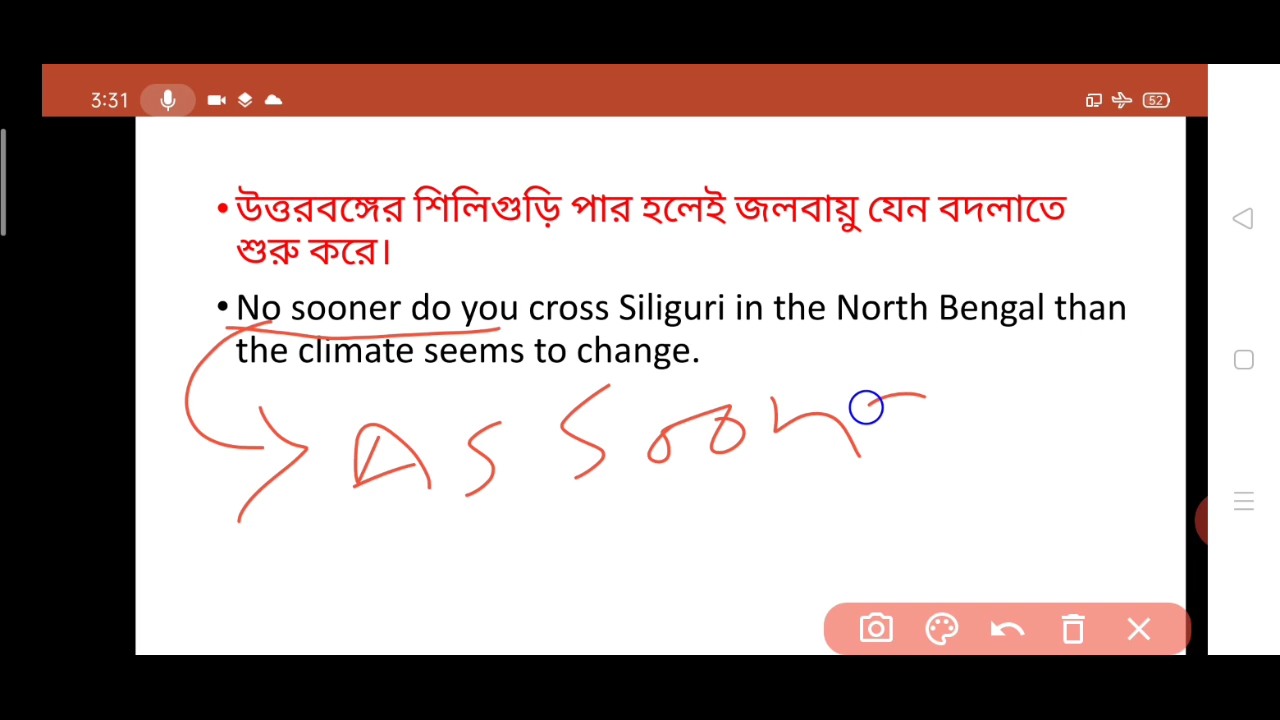 3:31
52
•উত্তরবঙ্গের শিলিগুড়ি পার হলেই জলবায়ু যেন বদলাতে
শুরু করে।
•No sooner do you cross Siliguri in the North Bengal than
the climate seems to change.
As soon